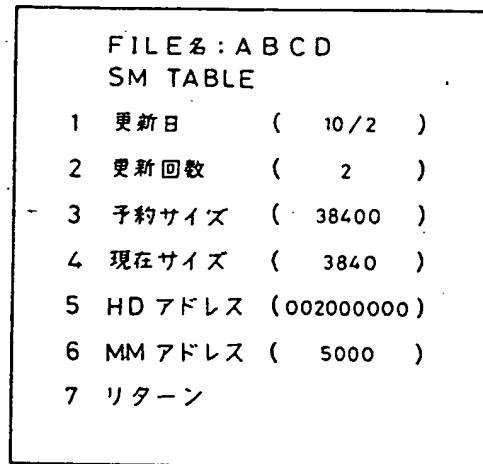 FILE名:ABCD
SM TABLE
1 更新日 ( 10/2 )
2 更新回数 ( 2 )
3 予約サイズ ( 38400 )
4 現在サイズ ( 3840 )
5 HDアドレス (002000000)
6 MMアドレス ( 5000 )
7 リターン